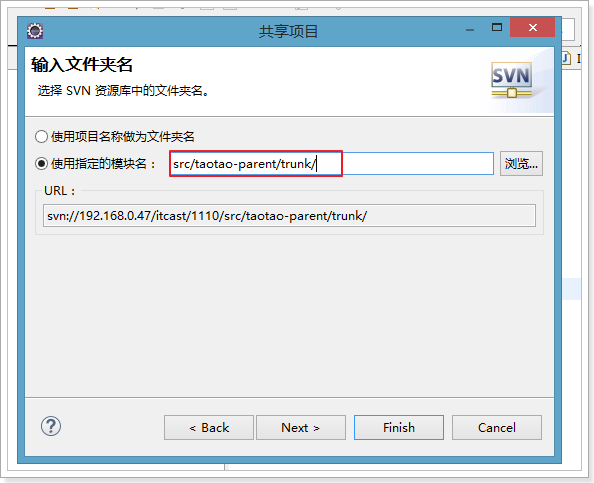 共享项目
输入文件夹名
选择 SVN 资源库中的文件夹名。
SVN
使用项目名称做为文件夹名
使用指定的模块名： src/taotao-parent/trunk/ 浏览...
URL：
svn://192.168.0.47/itcast/1110/src/taotao-parent/trunk/
? < Back Next > Finish Cancel